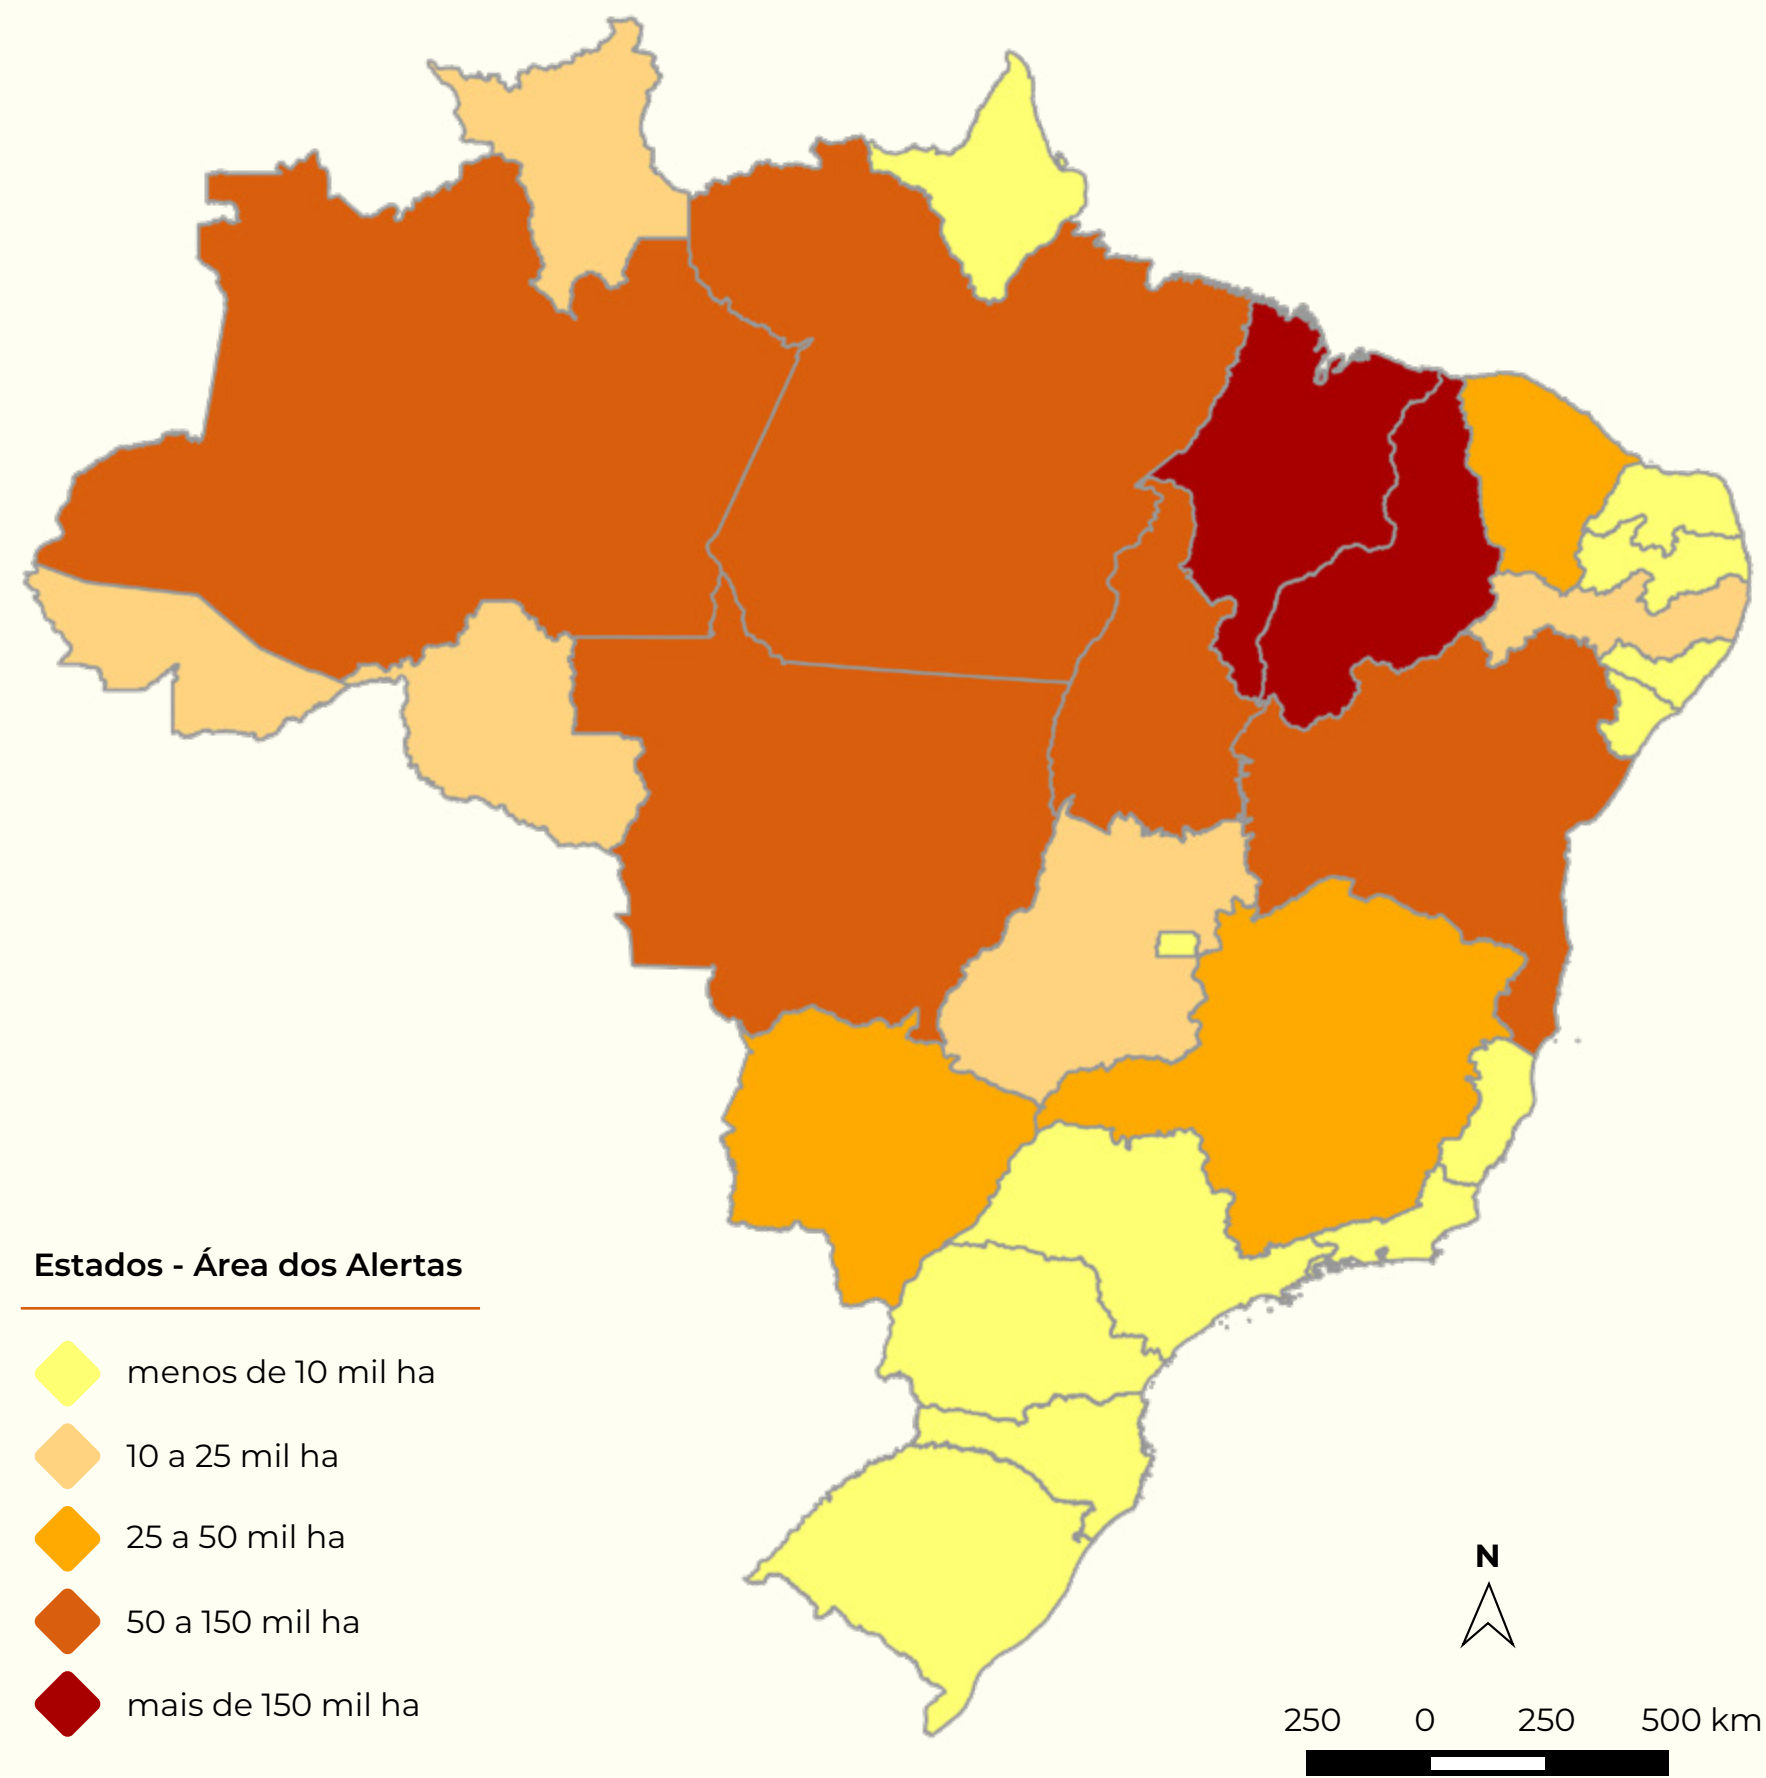 Estados - Área dos Alertas
menos de 10 mil ha
10 a 25 mil ha
25 a 50 mil ha
50 a 150 mil ha
mais de 150 mil ha
N
250 0 250 500 km